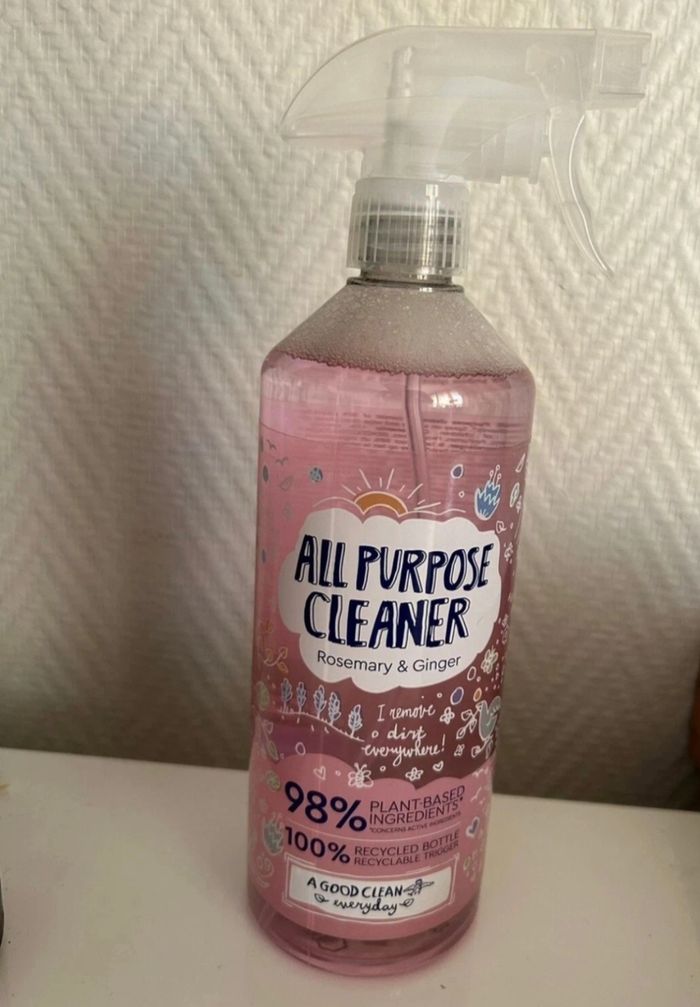 ALL PURPOSE
CLEANER
Rosemary & Ginger
I remove
dirt
everywhere!
98% PLANT-BASED
INGREDIENTS*
*CONCERNS ACTIVE INGREDIENTS
100% RECYCLED BOTTLE
RECYCLABLE TRIGGER
A GOOD CLEAN
everyday